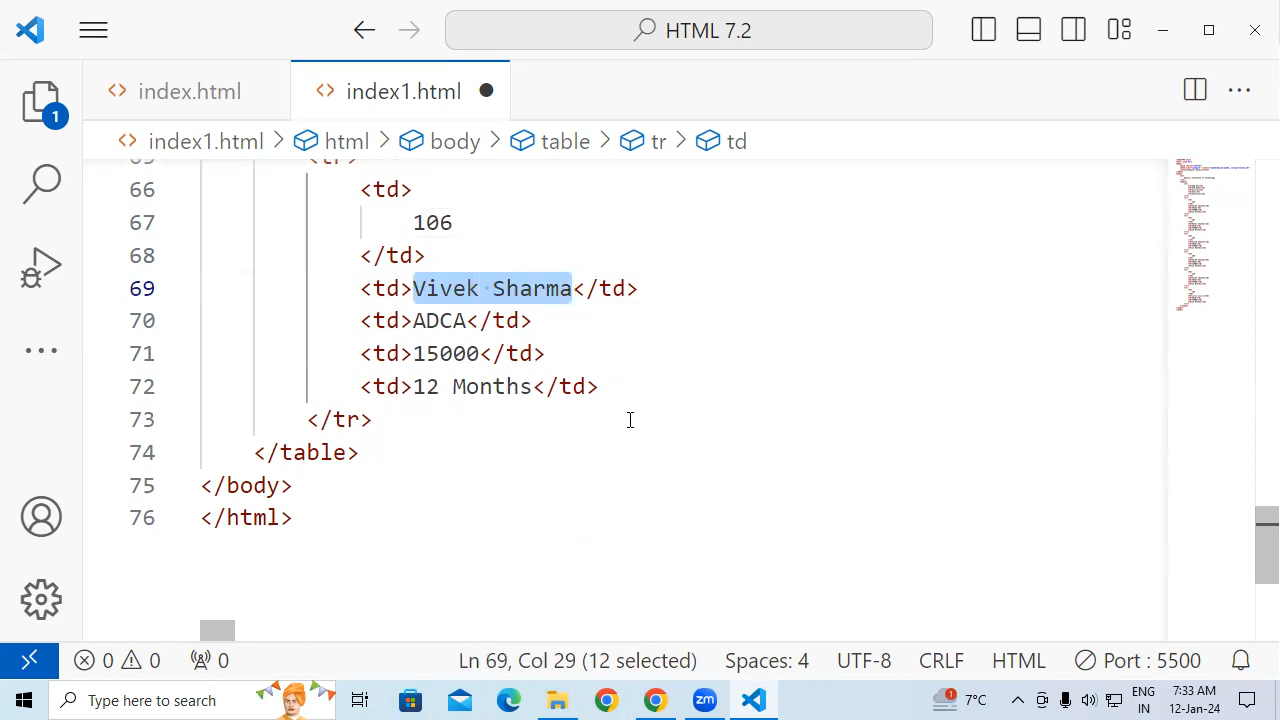 HTML 7.2
index.html
index1.html
1
index1.html > html > body > table > tr > td
66 <td>
67 106
68 </td>
69 <td>Vivek Sharma</td>
70 <td>ADCA</td>
71 <td>15000</td>
72 <td>12 Months</td>
73 </tr>
74 </table>
75 </body>
76 </html>
0 0 0 Ln 69, Col 29 (12 selected) Spaces: 4 UTF-8 CRLF HTML Port : 5500
Type here to search
zm
1
ENG
IN
7:33 AM
12-Jan-24